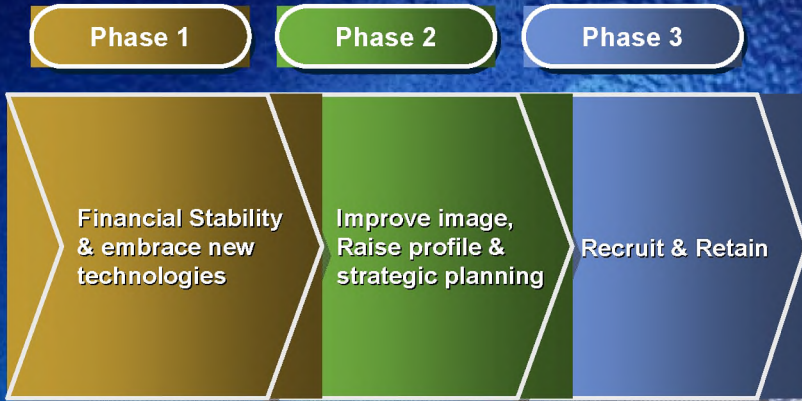 Phase 1
Phase 2
Phase 3
Financial Stability
& embrace new
technologies
Improve image,
Raise profile &
strategic planning
Recruit & Retain